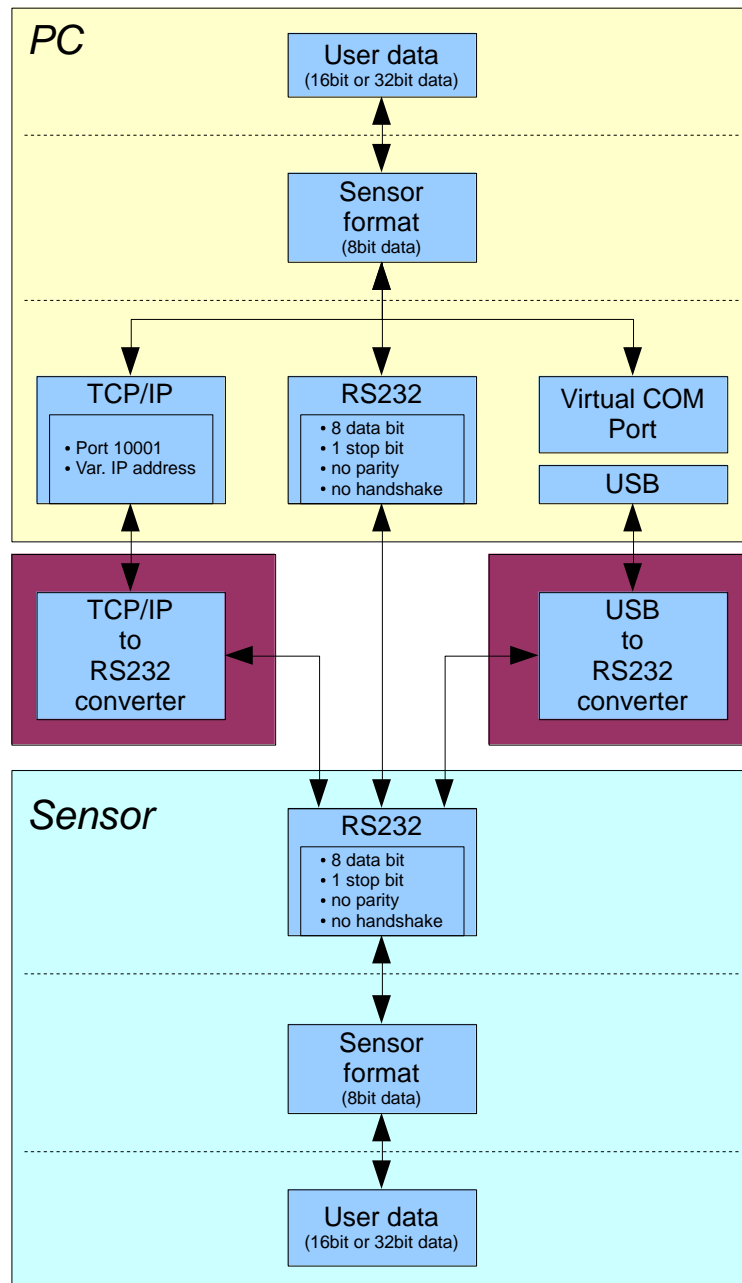 PC
User data
(16bit or 32bit data)
Sensor
format
(8bit data)
TCP/IP
• Port 10001
• Var. IP address
RS232
• 8 data bit
• 1 stop bit
• no parity
• no handshake
Virtual COM
Port
USB
TCP/IP
to
RS232
converter
USB
to
RS232
converter
Sensor
RS232
• 8 data bit
• 1 stop bit
• no parity
• no handshake
Sensor
format
(8bit data)
User data
(16bit or 32bit data)